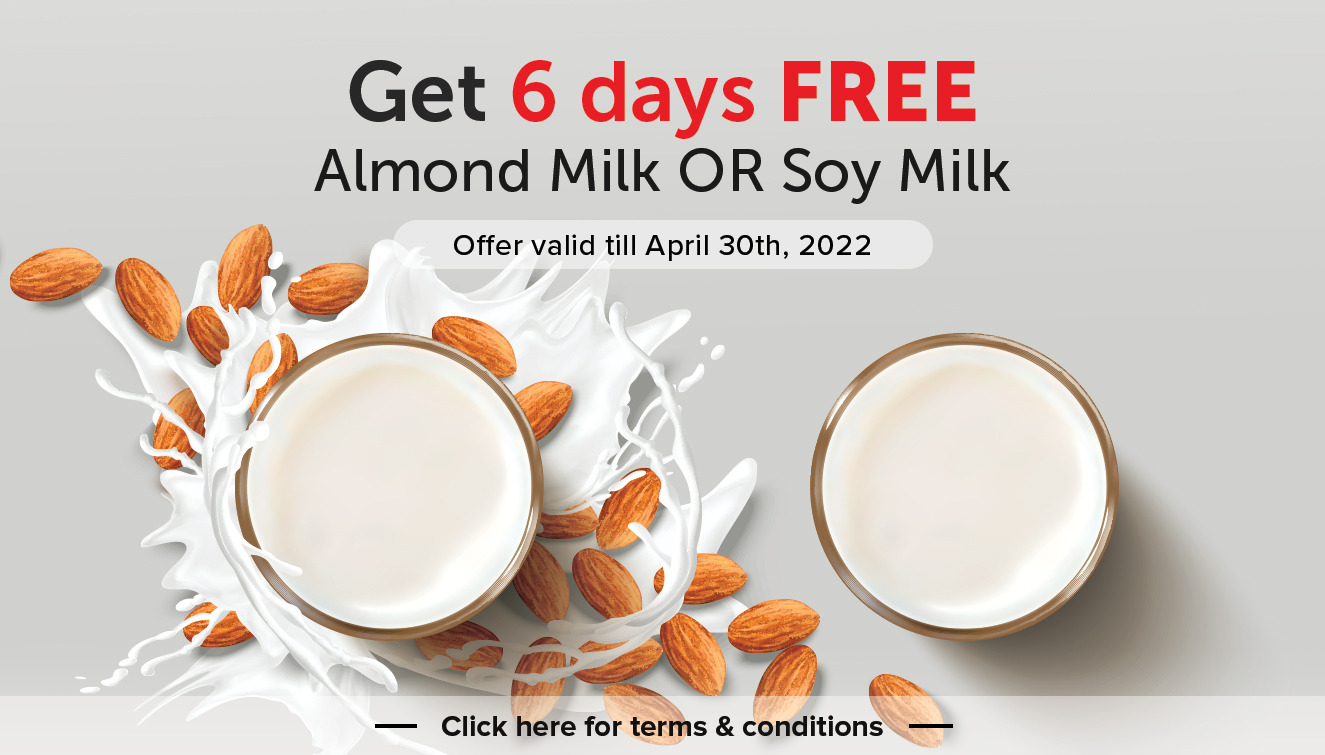 Get 6 days FREE
Almond Milk OR Soy Milk
Offer valid till April 30th, 2022
Click here for terms & conditions